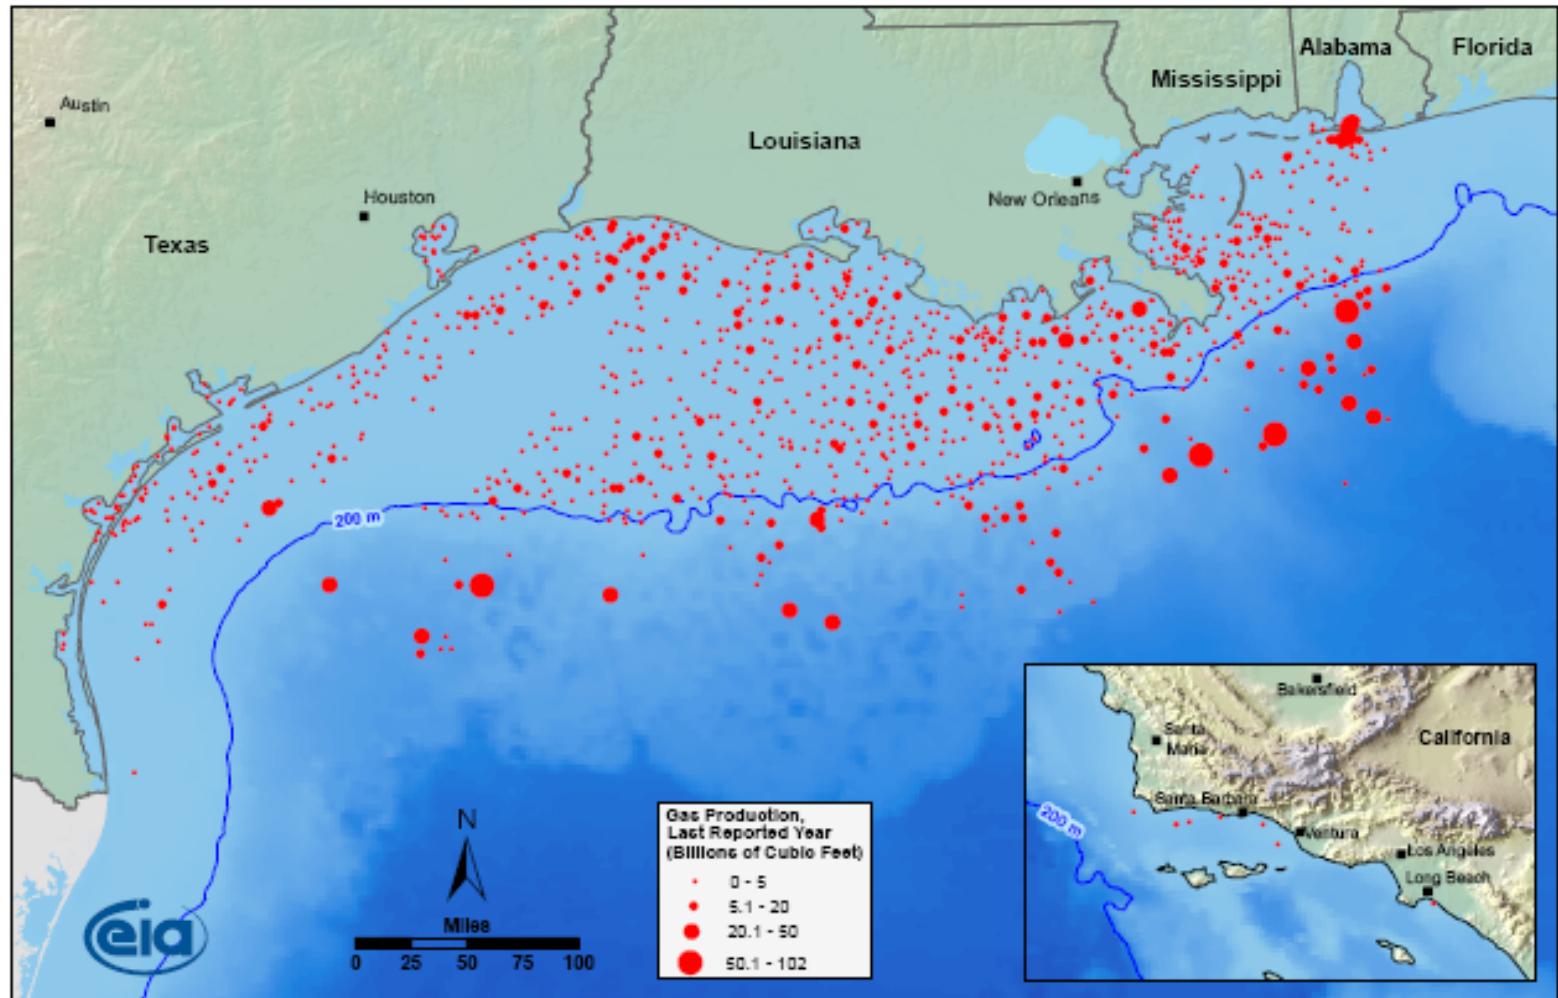 Austin
Houston
Texas
Louisiana
New Orleans
Mississippi
Alabama
Florida
200 m
N
Miles
0 25 50 75 100
eia
Gas Production,
Last Reported Year
(Billions of Cubic Feet)
0 - 5
5.1 - 20
20.1 - 50
50.1 - 102
Bakersfield
Santa
Maria
California
Santa Barbara
200 m
Ventura
Los Angeles
Long Beach